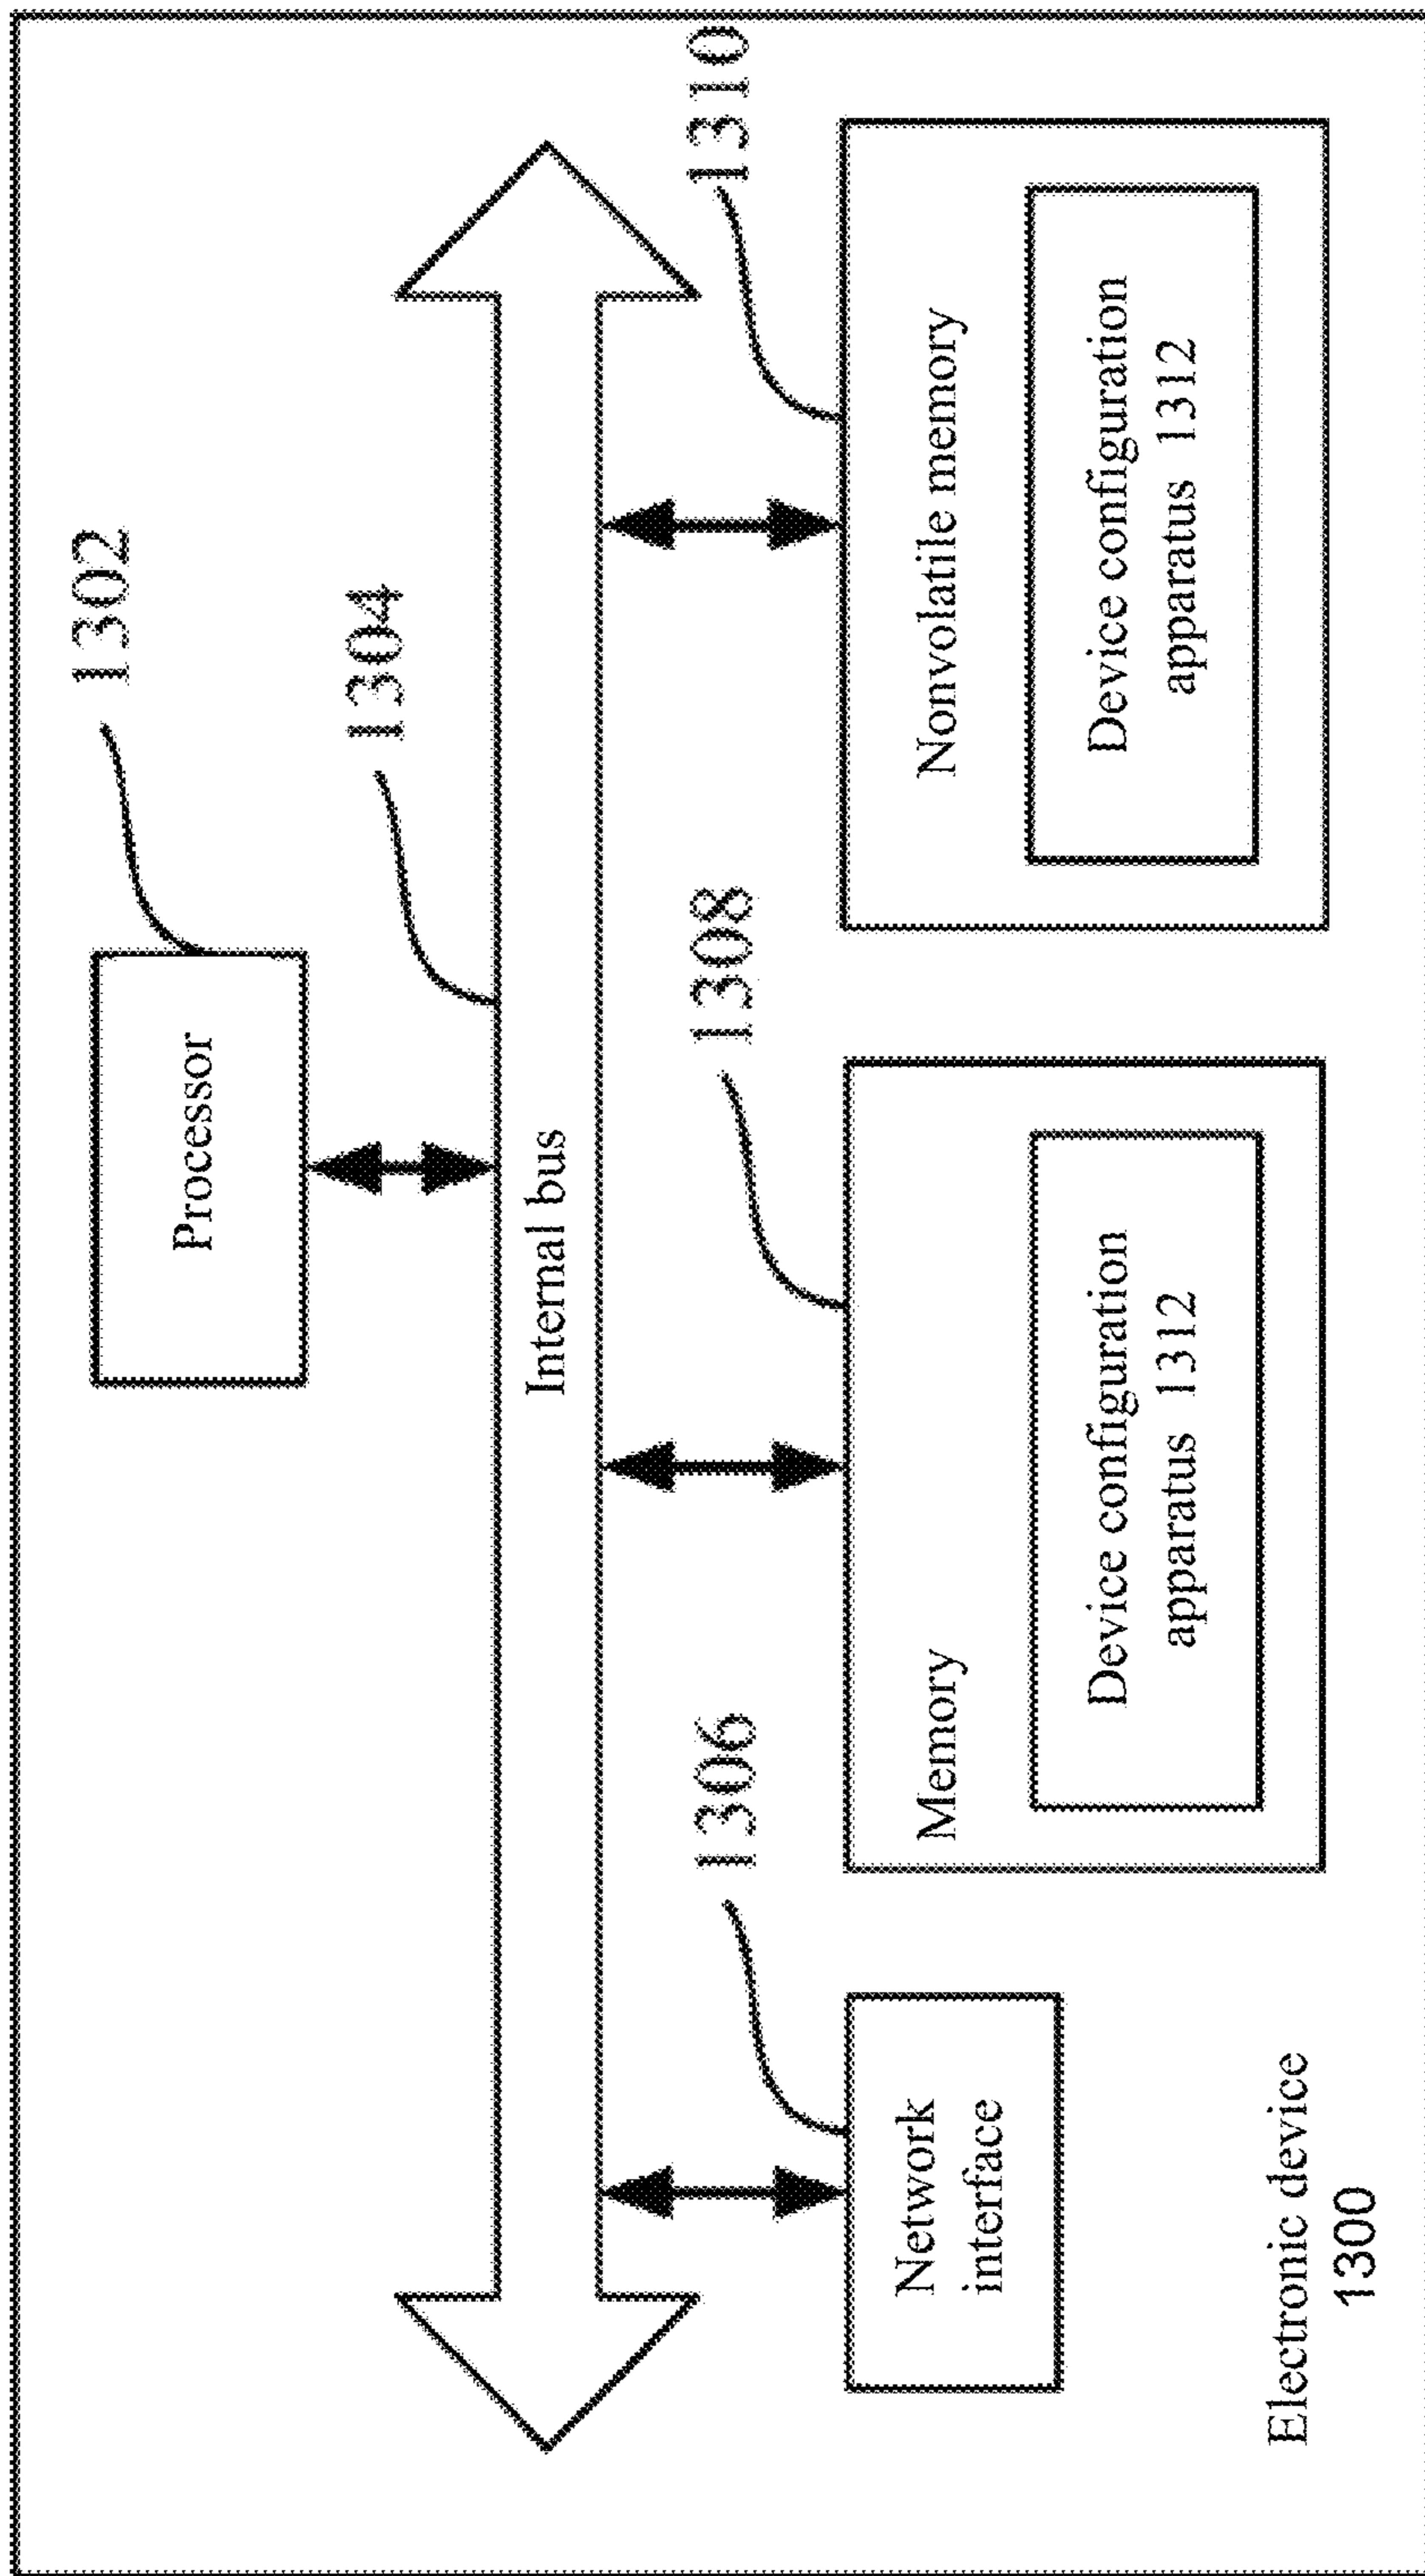 1302
Processor
1304
Internal bus
1306
1308
1310
Network
interface
Memory
Device configuration
apparatus 1312
Nonvolatile memory
Device configuration
apparatus 1312
Electronic device
1300